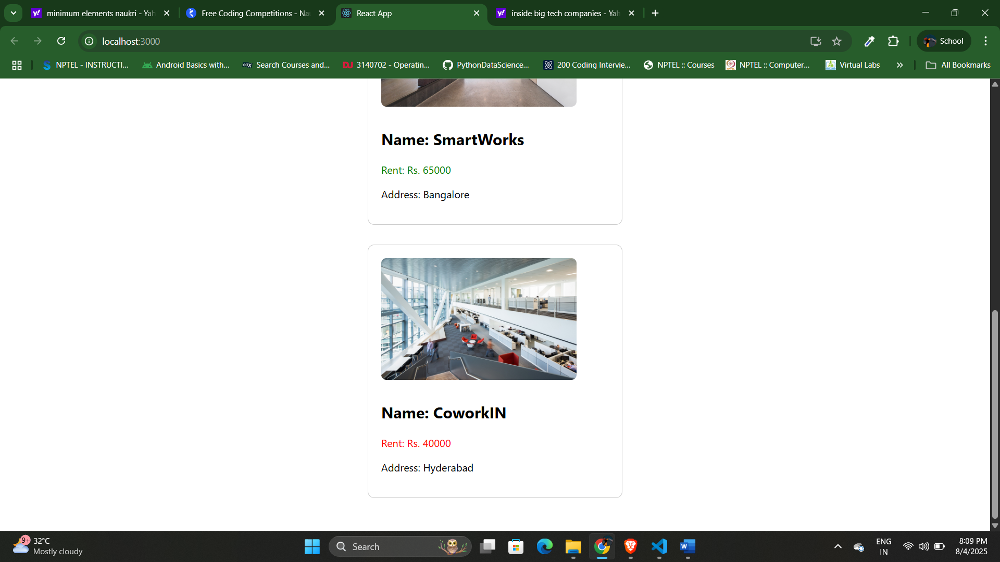 minimum elements naukri - Yah
Free Coding Competitions - Nau
React App
inside big tech companies - Yah
localhost:3000
School
NPTEL - INSTRUCTI...
Android Basics with...
edX
Search Courses and...
DU
3140702 - Operatin...
PythonDataScience...
200 Coding Intervie...
NPTEL :: Courses
NPTEL :: Computer...
Virtual Labs
All Bookmarks
Name: SmartWorks
Rent: Rs. 65000
Address: Bangalore
Name: CoworkIN
Rent: Rs. 40000
Address: Hyderabad
9+
32°C
Mostly cloudy
Search
ENG
IN
8:09 PM
8/4/2025